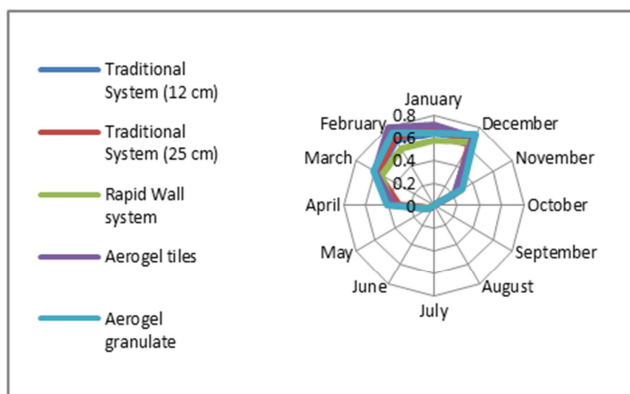 Traditional
System (12 cm)
Traditional
System (25 cm)
Rapid Wall
system
Aerogel tiles
Aerogel
granulate
January
December
November
October
September
August
July
June
May
April
March
February
0.8
0.6
0.4
0.2
0